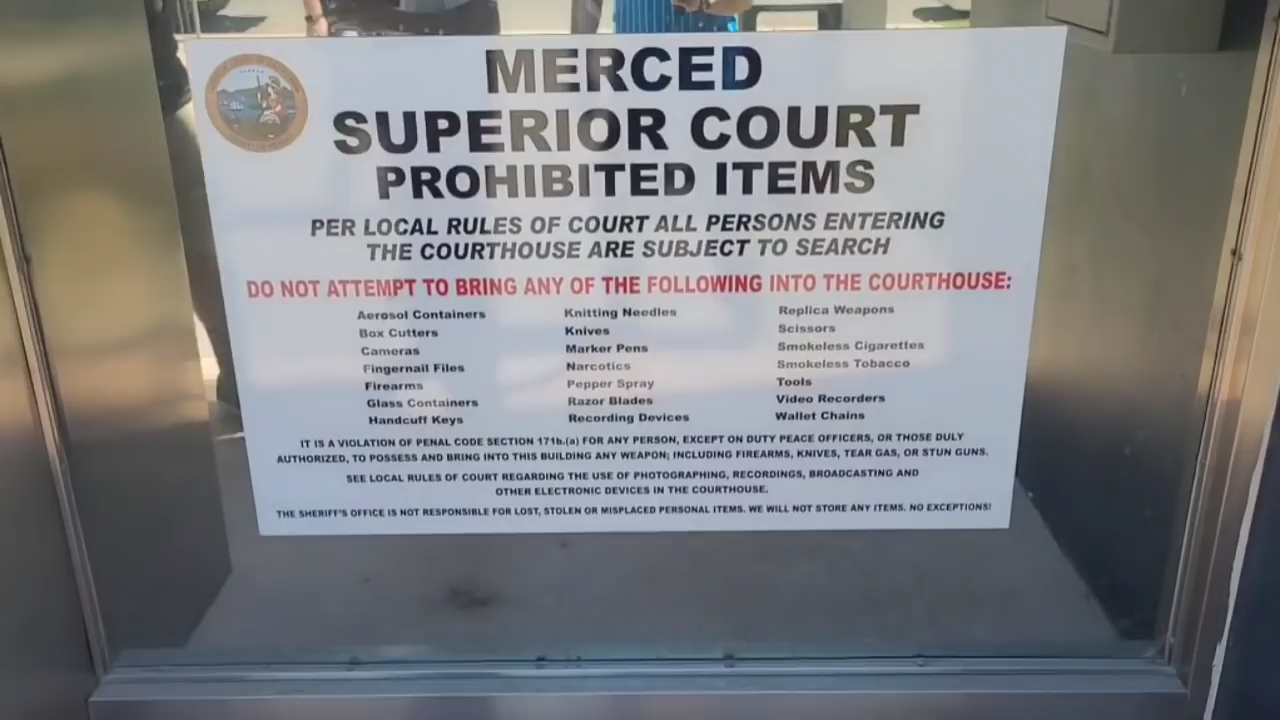 MERCED
SUPERIOR COURT
PROHIBITED ITEMS
PER LOCAL RULES OF COURT ALL PERSONS ENTERING
THE COURTHOUSE ARE SUBJECT TO SEARCH
DO NOT ATTEMPT TO BRING ANY OF THE FOLLOWING INTO THE COURTHOUSE:
Aerosol Containers
Box Cutters
Cameras
Fingernail Files
Firearms
Glass Containers
Handcuff Keys
Knitting Needles
Knives
Marker Pens
Narcotics
Pepper Spray
Razor Blades
Recording Devices
Replica Weapons
Scissors
Smokeless Cigarettes
Smokeless Tobacco
Tools
Video Recorders
Wallet Chains
IT IS A VIOLATION OF PENAL CODE SECTION 171b.(a) FOR ANY PERSON, EXCEPT ON DUTY PEACE OFFICERS, OR THOSE DULY
AUTHORIZED, TO POSSESS AND BRING INTO THIS BUILDING ANY WEAPON; INCLUDING FIREARMS, KNIVES, TEAR GAS, OR STUN GUNS.
SEE LOCAL RULES OF COURT REGARDING THE USE OF PHOTOGRAPHING, RECORDINGS, BROADCASTING AND
OTHER ELECTRONIC DEVICES IN THE COURTHOUSE.
THE SHERIFF'S OFFICE IS NOT RESPONSIBLE FOR LOST, STOLEN OR MISPLACED PERSONAL ITEMS. WE WILL NOT STORE ANY ITEMS. NO EXCEPTIONS!